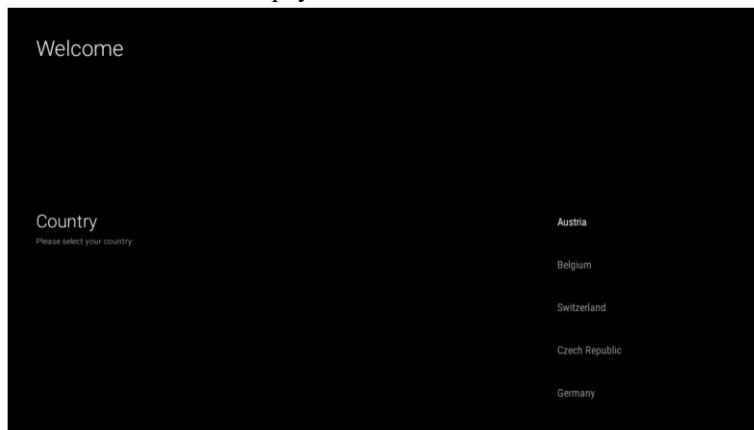 Welcome
Country
Please select your country:
Austria
Belgium
Switzerland
Czech Republic
Germany